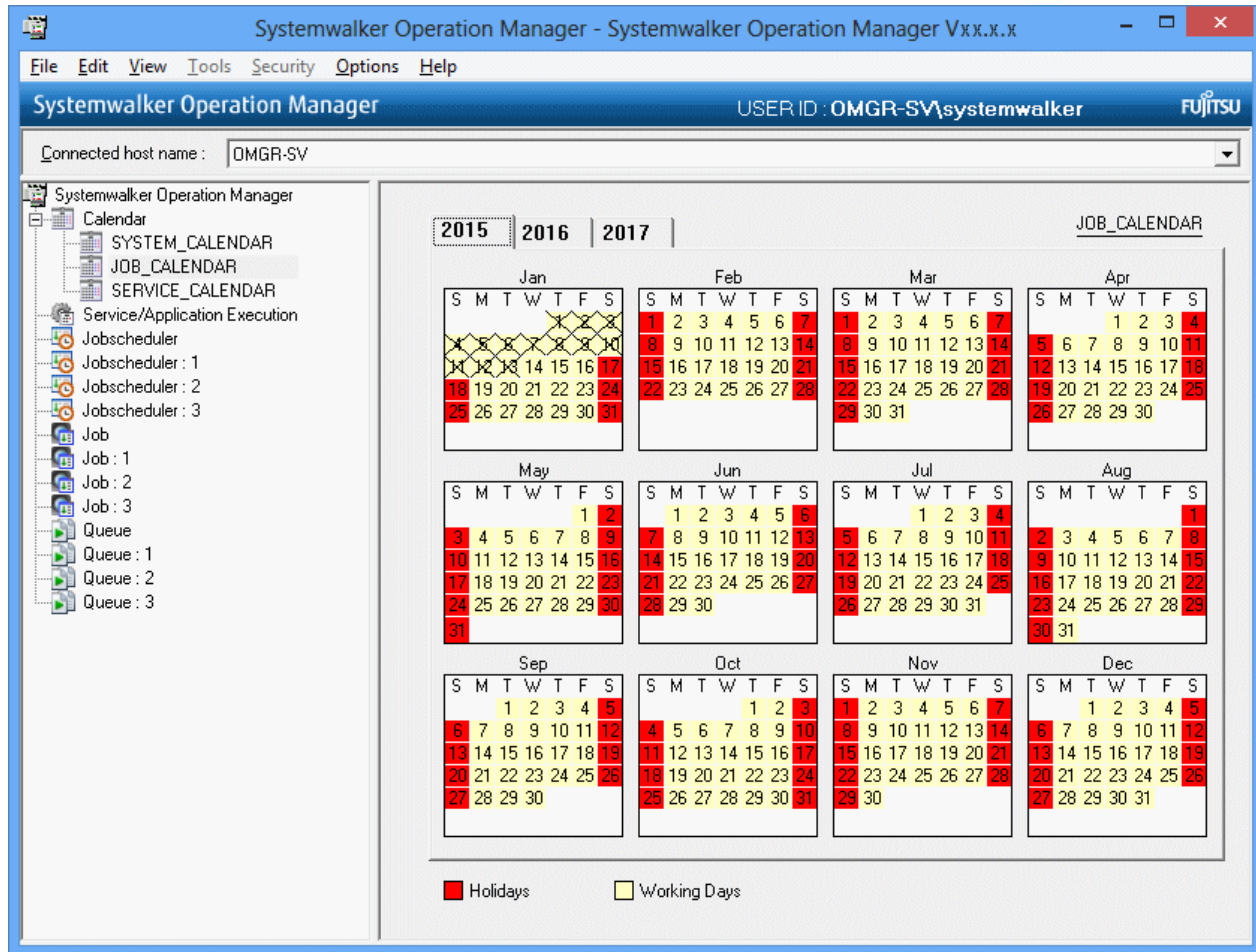 Systemwalker Operation Manager - Systemwalker Operation Manager Vxx.x.x
File Edit View Tools Security Options Help
Systemwalker Operation Manager USER ID : OMGR-SV\systemwalker FUJITSU
Connected host name : OMGR-SV
Systemwalker Operation Manager
Calendar
SYSTEM_CALENDAR
JOB_CALENDAR
SERVICE_CALENDAR
Service/Application Execution
Jobscheduler
Jobscheduler : 1
Jobscheduler : 2
Jobscheduler : 3
Job
Job : 1
Job : 2
Job : 3
Queue
Queue : 1
Queue : 2
Queue : 3
2015 2016 2017 JOB_CALENDAR
Jan Feb Mar Apr
S M T W T F S S M T W T F S S M T W T F S S M T W T F S
1 2 3 1 2 3 4 5 6 7 1 2 3 4 5 6 7 1 2 3 4
4 5 6 7 8 9 10 8 9 10 11 12 13 14 8 9 10 11 12 13 14 5 6 7 8 9 10 11
11 12 13 14 15 16 17 15 16 17 18 19 20 21 15 16 17 18 19 20 21 12 13 14 15 16 17 18
18 19 20 21 22 23 24 22 23 24 25 26 27 28 22 23 24 25 26 27 28 19 20 21 22 23 24 25
25 26 27 28 29 30 31 29 30 31 26 27 28 29 30
May Jun Jul Aug
S M T W T F S S M T W T F S S M T W T F S S M T W T F S
1 2 1 2 3 4 5 6 1 2 3 4 1
3 4 5 6 7 8 9 7 8 9 10 11 12 13 5 6 7 8 9 10 11 2 3 4 5 6 7 8
10 11 12 13 14 15 16 14 15 16 17 18 19 20 12 13 14 15 16 17 18 9 10 11 12 13 14 15
17 18 19 20 21 22 23 21 22 23 24 25 26 27 19 20 21 22 23 24 25 16 17 18 19 20 21 22
24 25 26 27 28 29 30 28 29 30 26 27 28 29 30 31 23 24 25 26 27 28 29
31 30 31
Sep Oct Nov Dec
S M T W T F S S M T W T F S S M T W T F S S M T W T F S
1 2 3 4 5 1 2 3 1 2 3 4 5 6 7 1 2 3 4 5
6 7 8 9 10 11 12 4 5 6 7 8 9 10 8 9 10 11 12 13 14 6 7 8 9 10 11 12
13 14 15 16 17 18 19 11 12 13 14 15 16 17 15 16 17 18 19 20 21 13 14 15 16 17 18 19
20 21 22 23 24 25 26 18 19 20 21 22 23 24 22 23 24 25 26 27 28 20 21 22 23 24 25 26
27 28 29 30 25 26 27 28 29 30 31 29 30 27 28 29 30 31
Holidays Working Days